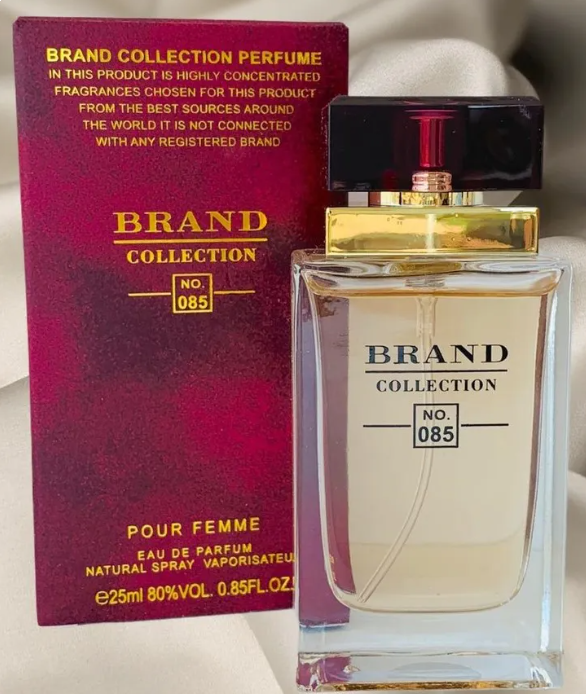 BRAND COLLECTION PERFUME
IN THIS PRODUCT IS HIGHLY CONCENTRATED
FRAGRANCES CHOSEN FOR THIS PRODUCT
FROM THE BEST SOURCES AROUND
THE WORLD IT IS NOT CONNECTED
WITH ANY REGISTERED BRAND
BRAND
COLLECTION
NO.
085
POUR FEMME
EAU DE PARFUM
NATURAL SPRAY VAPORISATEU
℮25ml 80%VOL. 0.85FL.OZ.
BRAND
COLLECTION
NO.
085